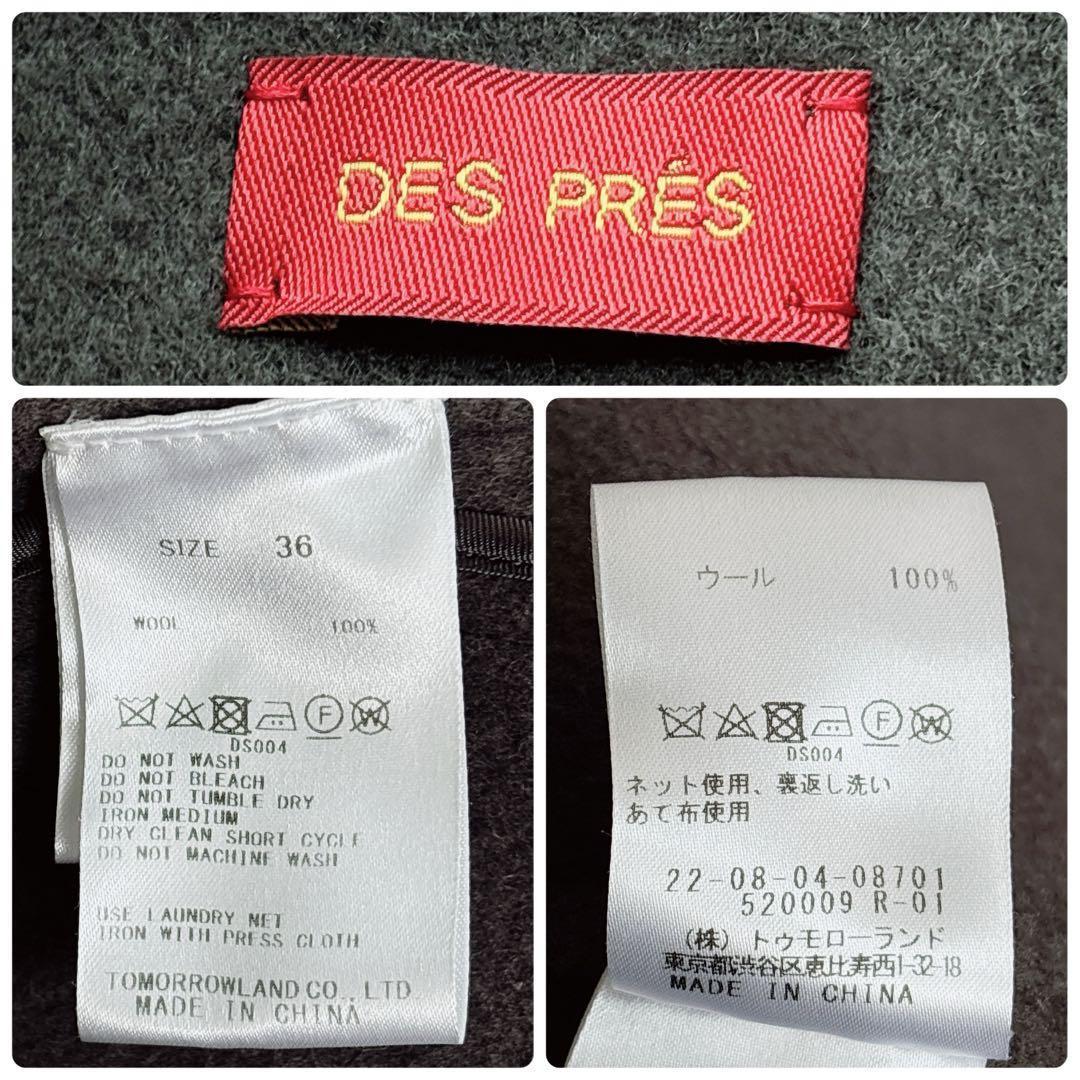 DES PRÉS
SIZE 36
WOOL 100%
F W
DS004
DO NOT WASH
DO NOT BLEACH
DO NOT TUMBLE DRY
IRON MEDIUM
DRY CLEAN SHORT CYCLE
DO NOT MACHINE WASH
USE LAUNDRY NET
IRON WITH PRESS CLOTH
TOMORROWLAND CO., LTD
MADE IN CHINA
ウール 100%
F W
DS004
ネット使用、裏返し洗い
あて布使用
22-08-04-08701
520009 R-01
(株) トゥモローランド
東京都渋谷区恵比寿西1-32-18
MADE IN CHINA